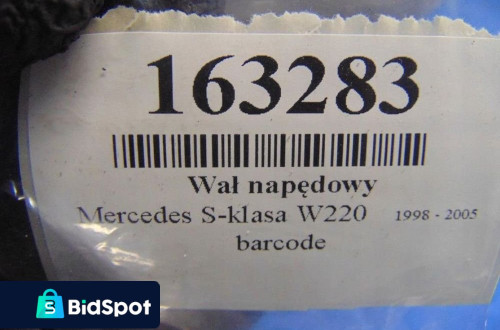 163283
Wał napędowy
Mercedes S-klasa W220 1998 - 2005
barcode
BidSpot